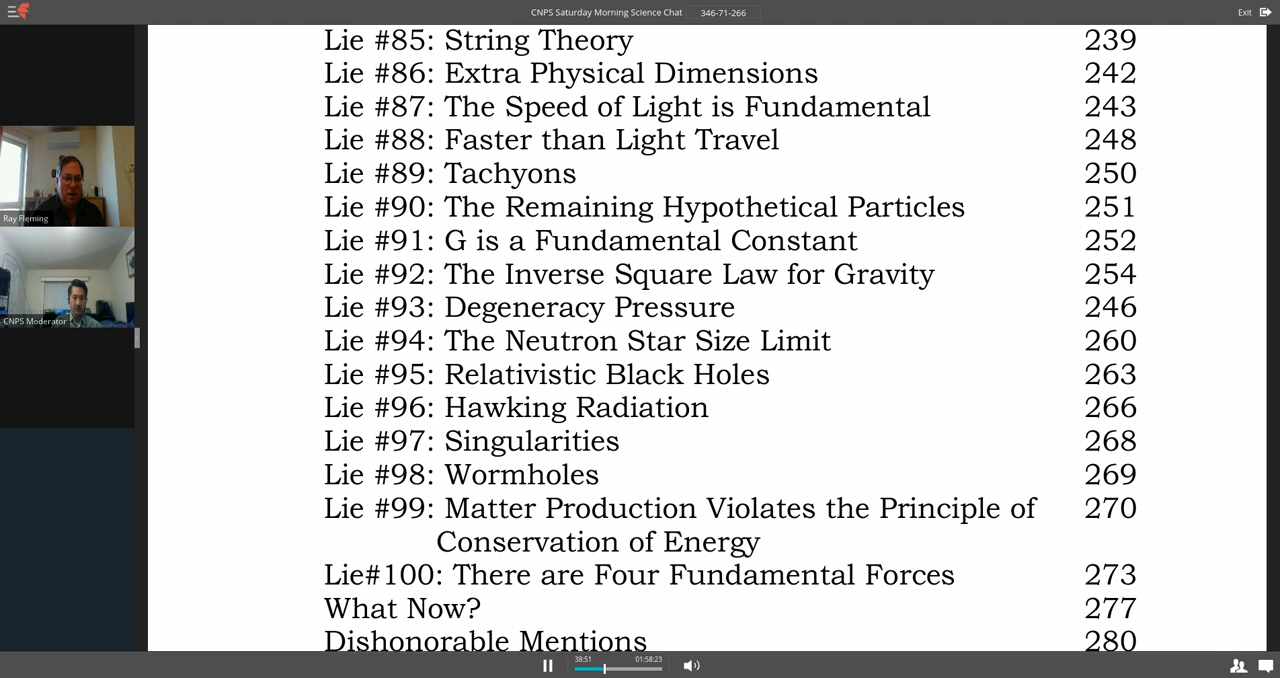 CNPS Saturday Morning Science Chat 346-71-266 Exit
Lie #85: String Theory 239
Lie #86: Extra Physical Dimensions 242
Lie #87: The Speed of Light is Fundamental 243
Lie #88: Faster than Light Travel 248
Lie #89: Tachyons 250
Lie #90: The Remaining Hypothetical Particles 251
Lie #91: G is a Fundamental Constant 252
Lie #92: The Inverse Square Law for Gravity 254
Lie #93: Degeneracy Pressure 246
Lie #94: The Neutron Star Size Limit 260
Lie #95: Relativistic Black Holes 263
Lie #96: Hawking Radiation 266
Lie #97: Singularities 268
Lie #98: Wormholes 269
Lie #99: Matter Production Violates the Principle of 270
Conservation of Energy
Lie#100: There are Four Fundamental Forces 273
What Now? 277
Dishonorable Mentions 280
Ray Fleming
CNPS Moderator
38:51 01:58:23